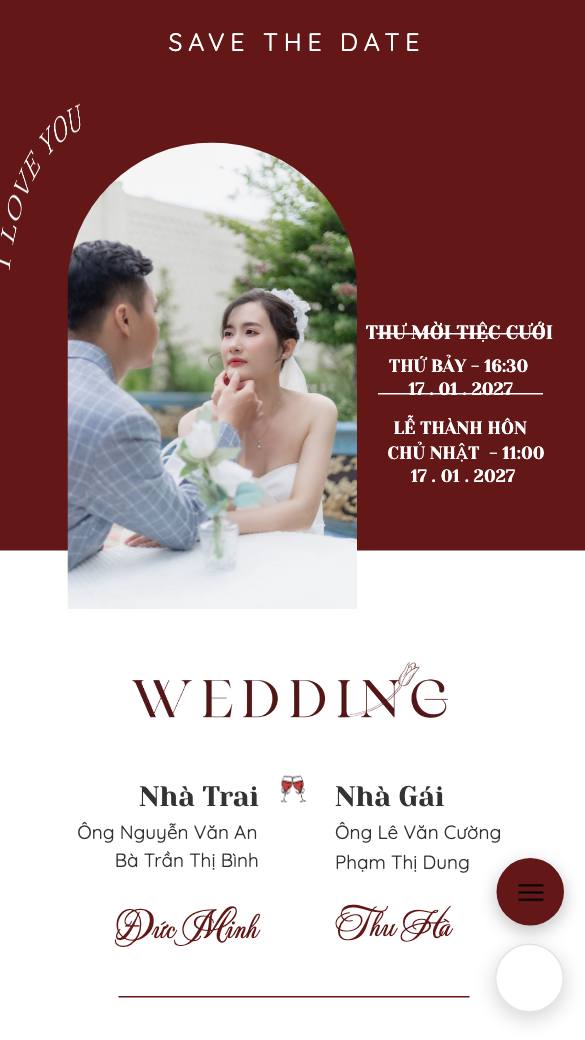 SAVE THE DATE
I LOVE YOU
THƯ MỜI TIỆC CƯỚI
THỨ BẢY - 16:30
17 . 01 . 2027
LỄ THÀNH HÔN
CHỦ NHẬT - 11:00
17 . 01 . 2027
WEDDING
Nhà Trai
Ông Nguyễn Văn An
Bà Trần Thị Bình
Đức Minh
Nhà Gái
Ông Lê Văn Cường
Phạm Thị Dung
Thu Hà